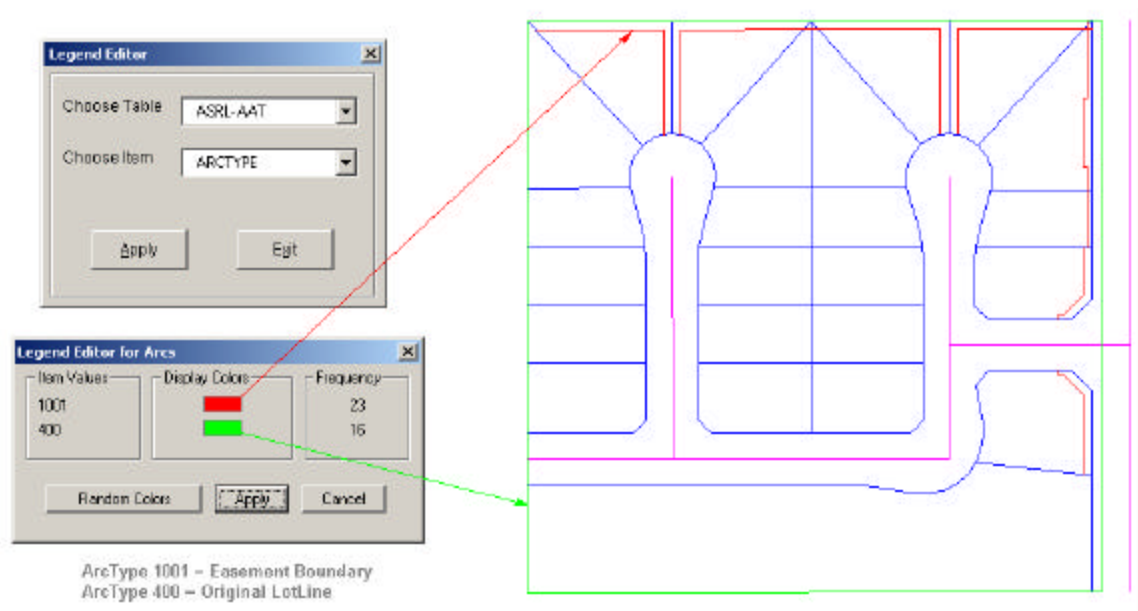 Legend Editor
Choose Table
ASRL-AAT
Choose Item
ARCTYPE
Apply
Exit
Legend Editor for Arcs
Item Values
Display Colors
Frequency
1001
23
400
16
Random Colors
Apply
Cancel
ArcType 1001 – Easement Boundary
ArcType 400 – Original LotLine